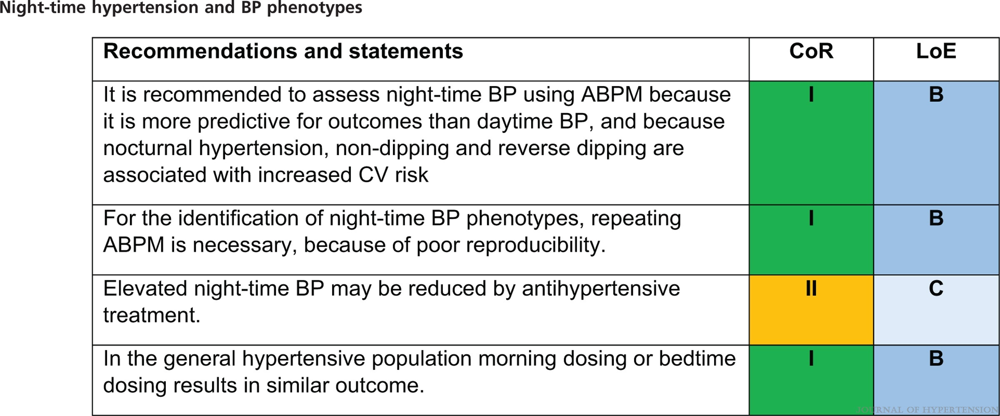 Night-time hypertension and BP phenotypes
Recommendations and statements CoR LoE
It is recommended to assess night-time BP using ABPM because I B
it is more predictive for outcomes than daytime BP, and because
nocturnal hypertension, non-dipping and reverse dipping are
associated with increased CV risk
For the identification of night-time BP phenotypes, repeating I B
ABPM is necessary, because of poor reproducibility.
Elevated night-time BP may be reduced by antihypertensive II C
treatment.
In the general hypertensive population morning dosing or bedtime I B
dosing results in similar outcome.
JOURNAL OF HYPERTENSION